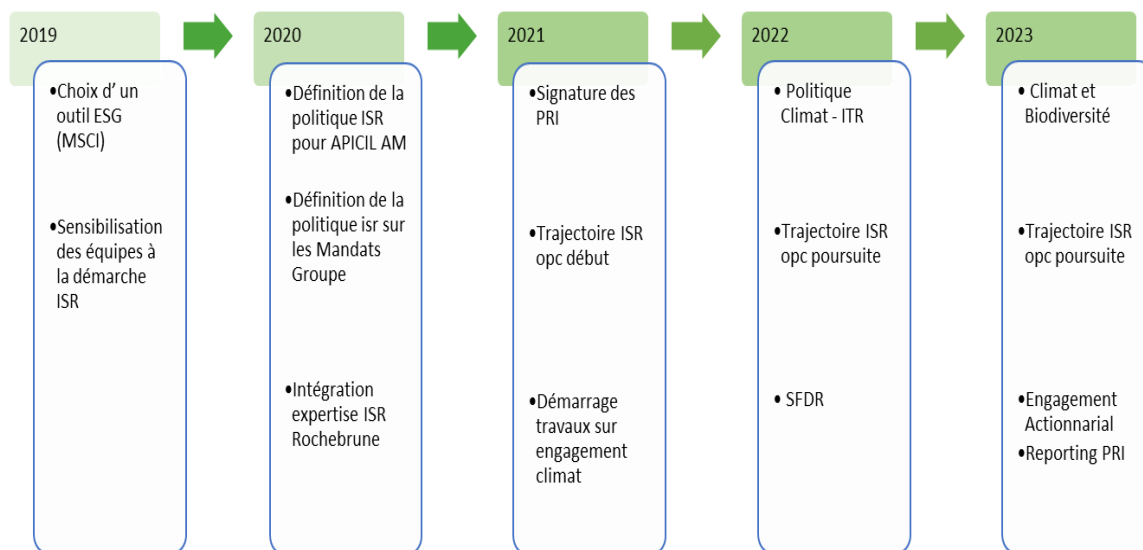 2019
•Choix d' un
outil ESG
(MSCI)
•Sensibilisation
des équipes à
la démarche
ISR
2020
•Définition de la
politique ISR
pour APICIL AM
•Définition de la
politique isr sur
les Mandats
Groupe
•Intégration
expertise ISR
Rochebrune
2021
•Signature des
PRI
•Trajectoire ISR
opc début
•Démarrage
travaux sur
engagement
climat
2022
• Politique
Climat - ITR
•Trajectoire ISR
opc poursuite
• SFDR
2023
• Climat et
Biodiversité
•Trajectoire ISR
opc poursuite
•Engagement
Actionnarial
•Reporting PRI